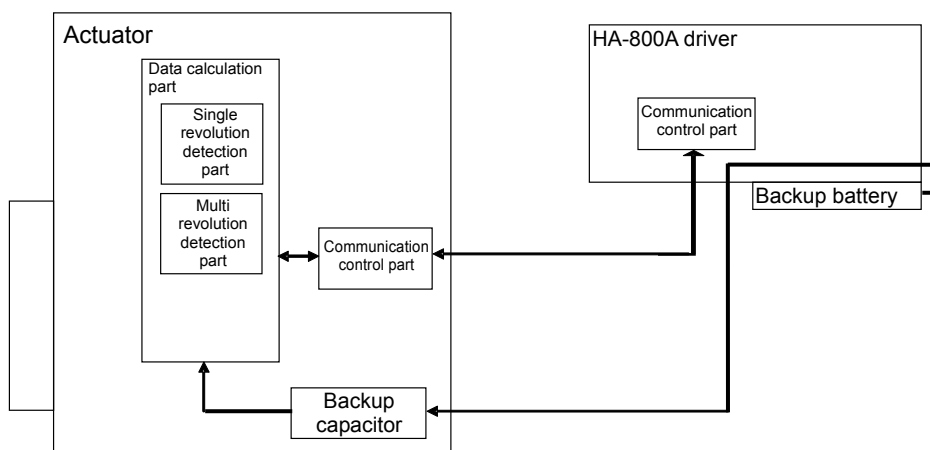 Actuator
Data calculation
part
Single
revolution
detection
part
Multi
revolution
detection
part
Communication
control part
Backup
capacitor
HA-800A driver
Communication
control part
Backup battery